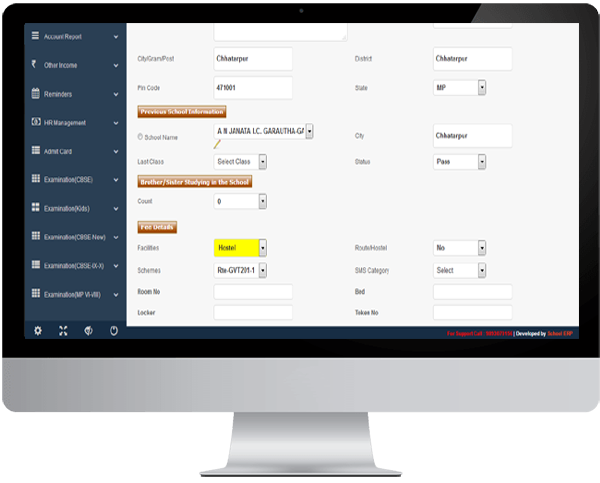 Account Report
Other Income
Reminders
HR Management
Admit Card
Examination(CBSE)
Examination(Kids)
Examination(CBSE New)
Examination(CBSE-IX-X)
Examination(MP VI-VIII)
City/Gram/Post Chhatarpur District Chhatarpur
Pin Code 471001 State MP
Previous School Information
School Name A N JANATA I.C. GARAUTHA-GA City Chhatarpur
Last Class Select Class Status Pass
Brother/Sister Studying in the School
Count 0
Fee Details
Facilities Hostel Route/Hostel No
Schemes Rte-GVT201-1 SMS Category Select
Room No Bed
Locker Token No
For Support Call : | Developed by School ERP